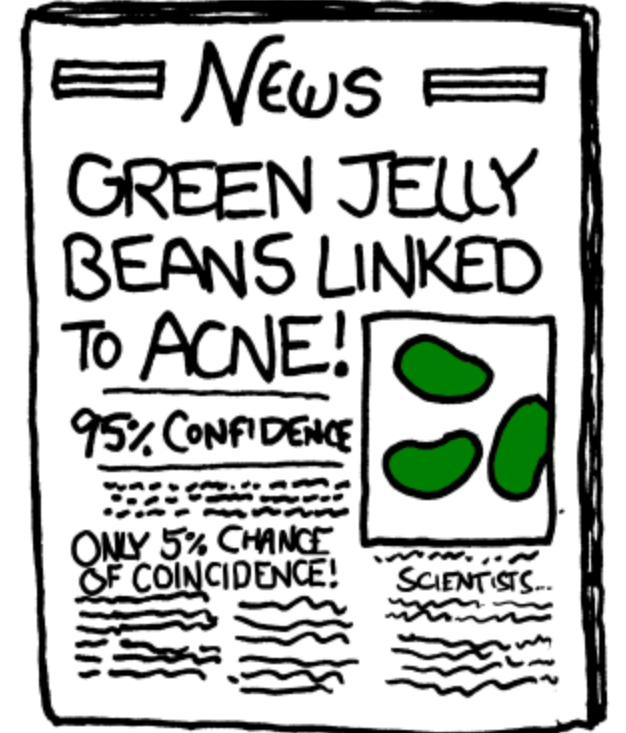 NEWS
GREEN JELLY
BEANS LINKED
TO ACNE!
95% CONFIDENCE
ONLY 5% CHANCE
OF COINCIDENCE!
SCIENTISTS...